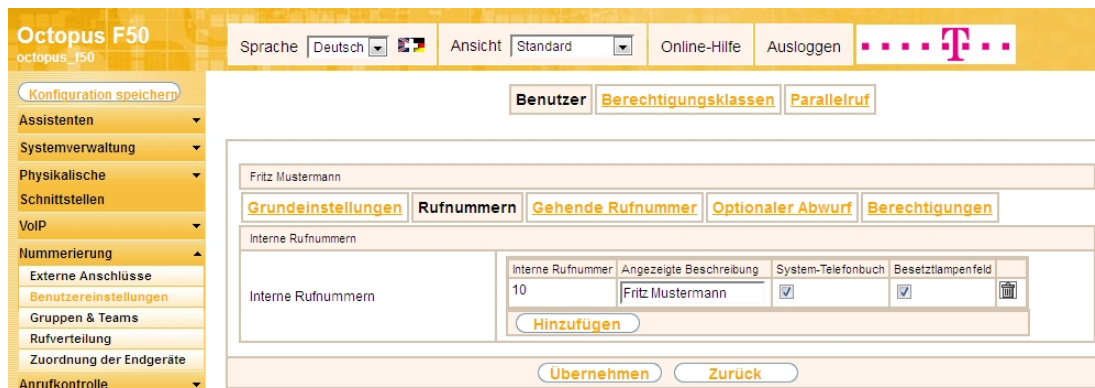 Octopus F50
octopus_f50
Sprache Deutsch Ansicht Standard Online-Hilfe Ausloggen
T
Konfiguration speichern
Assistenten
Systemverwaltung
Physikalische
Schnittstellen
VoIP
Nummerierung
Externe Anschlüsse
Benutzereinstellungen
Gruppen & Teams
Rufverteilung
Zuordnung der Endgeräte
Anrufkontrolle
Benutzer Berechtigungsklassen Parallelruf
Fritz Mustermann
Grundeinstellungen Rufnummern Gehende Rufnummer Optionaler Abwurf Berechtigungen
Interne Rufnummern
Interne Rufnummern
Interne Rufnummer Angezeigte Beschreibung System-Telefonbuch Besetztlampenfeld
10 Fritz Mustermann
Hinzufügen
Übernehmen Zurück